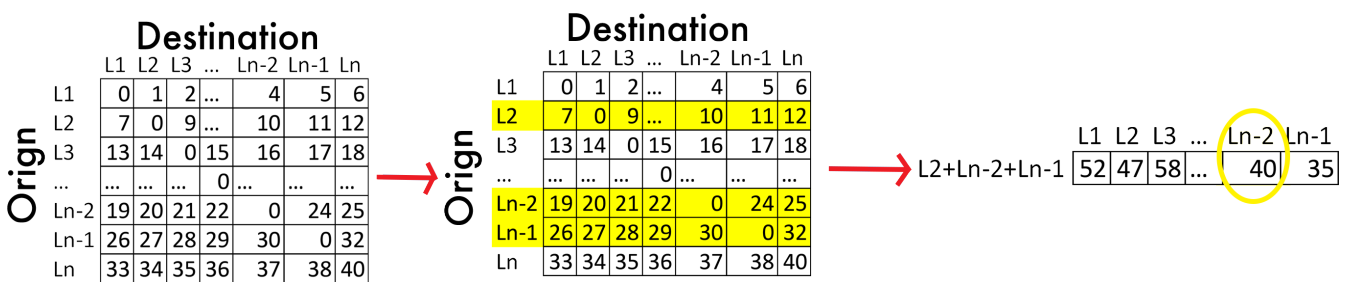 Destination
L1 L2 L3 ... Ln-2 Ln-1 Ln
Orign
L1 0 1 2 ... 4 5 6
L2 7 0 9 ... 10 11 12
L3 13 14 0 15 16 17 18
... ... ... ... 0 ... ... ...
Ln-2 19 20 21 22 0 24 25
Ln-1 26 27 28 29 30 0 32
Ln 33 34 35 36 37 38 40
Destination
L1 L2 L3 ... Ln-2 Ln-1 Ln
Orign
L1 0 1 2 ... 4 5 6
L2 7 0 9 ... 10 11 12
L3 13 14 0 15 16 17 18
... ... ... ... 0 ... ... ...
Ln-2 19 20 21 22 0 24 25
Ln-1 26 27 28 29 30 0 32
Ln 33 34 35 36 37 38 40
L1 L2 L3 ... Ln-2 Ln-1
L2+Ln-2+Ln-1 52 47 58 ... 40 35